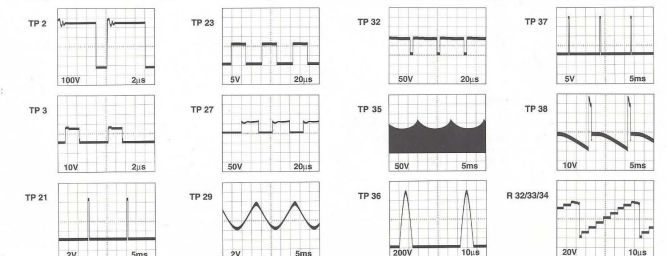 TP 2
100V 2µs
TP 23
5V 20µs
TP 32
50V 20µs
TP 37
5V 5ms
TP 3
10V 2µs
TP 27
50V 20µs
TP 35
50V 5ms
TP 38
10V 5ms
TP 21
2V 5ms
TP 29
2V 5ms
TP 36
200V 10µs
R 32/33/34
20V 10µs